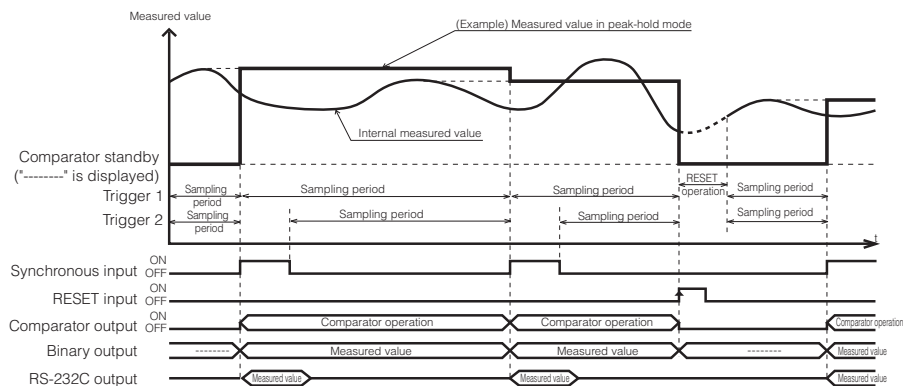 Measured value
(Example) Measured value in peak-hold mode
Internal measured value
Comparator standby
("--------" is displayed)
RESET
operation
Trigger 1
Sampling
period
Sampling period
Sampling period
Sampling period
Trigger 2
Sampling
period
Sampling period
Sampling period
Sampling period
t
Synchronous input
ON
OFF
RESET input
ON
OFF
Comparator output
ON
OFF
Comparator operation
Comparator operation
Comparator operation
Binary output
--------
Measured value
Measured value
--------
Measured value
RS-232C output
Measured value
Measured value
Measured value